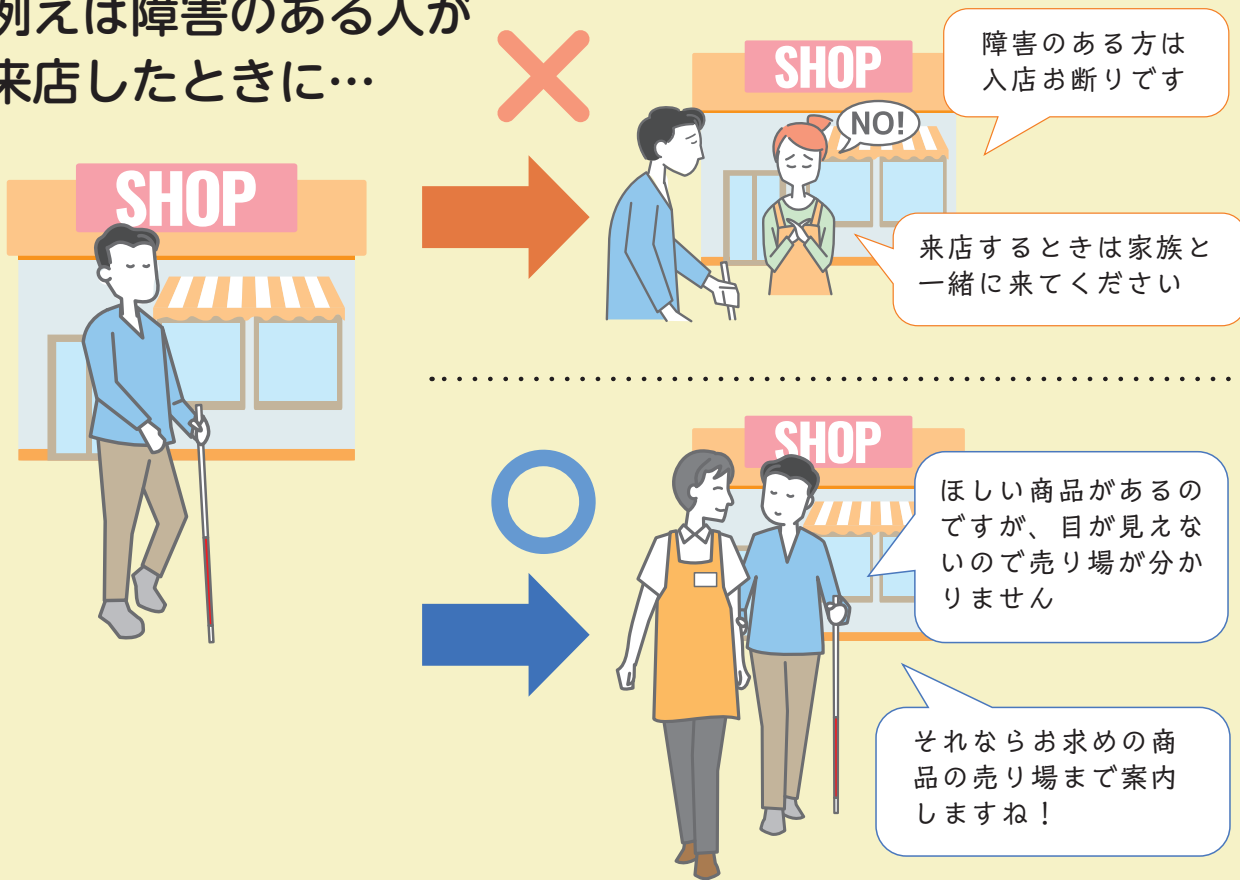 例えば障害のある人が
来店したときに…
SHOP
SHOP
NO!
障害のある方は
入店お断りです
来店するときは家族と
一緒に来てください
SHOP
ほしい商品があるの
ですが、目が見えな
いので売り場が分か
りません
それならお求めの商
品の売り場まで案内
しますね！